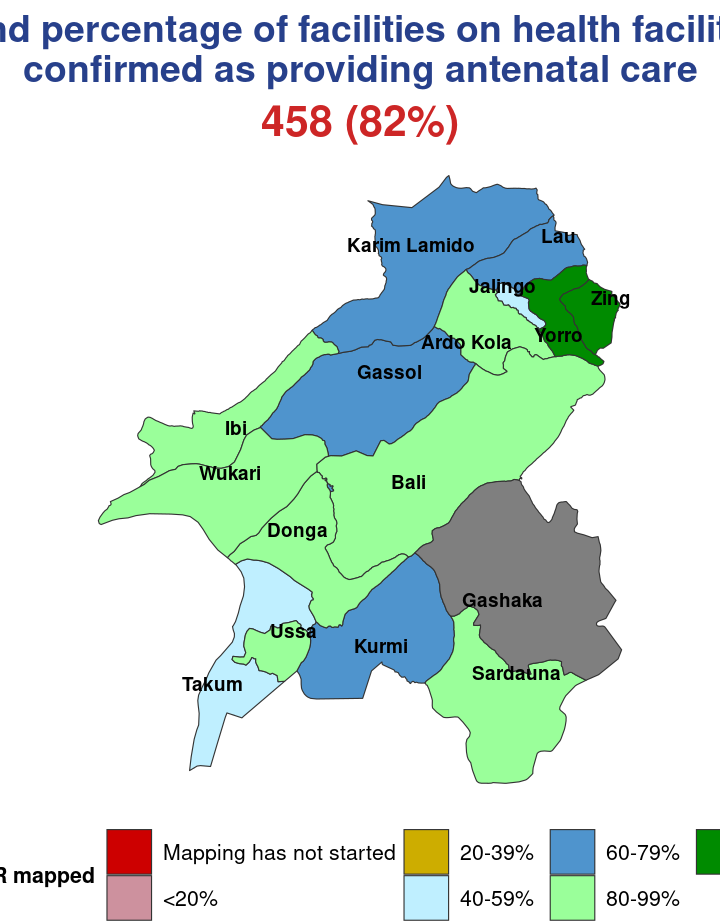 nd percentage of facilities on health facilit
confirmed as providing antenatal care
458 (82%)
Karim Lamido
Lau
Jalingo
Zing
Yorro
Ardo Kola
Gassol
Ibi
Wukari
Bali
Donga
Gashaka
Ussa
Kurmi
Sardauna
Takum
R mapped
Mapping has not started
<20%
20-39%
40-59%
60-79%
80-99%